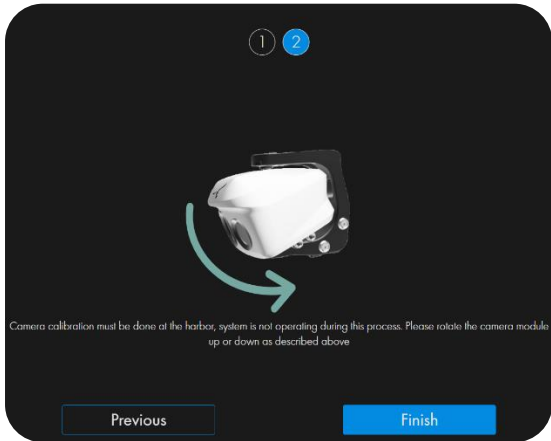 1 2
Camera calibration must be done at the harbor, system is not operating during this process. Please rotate the camera module
up or down as described above
Previous Finish